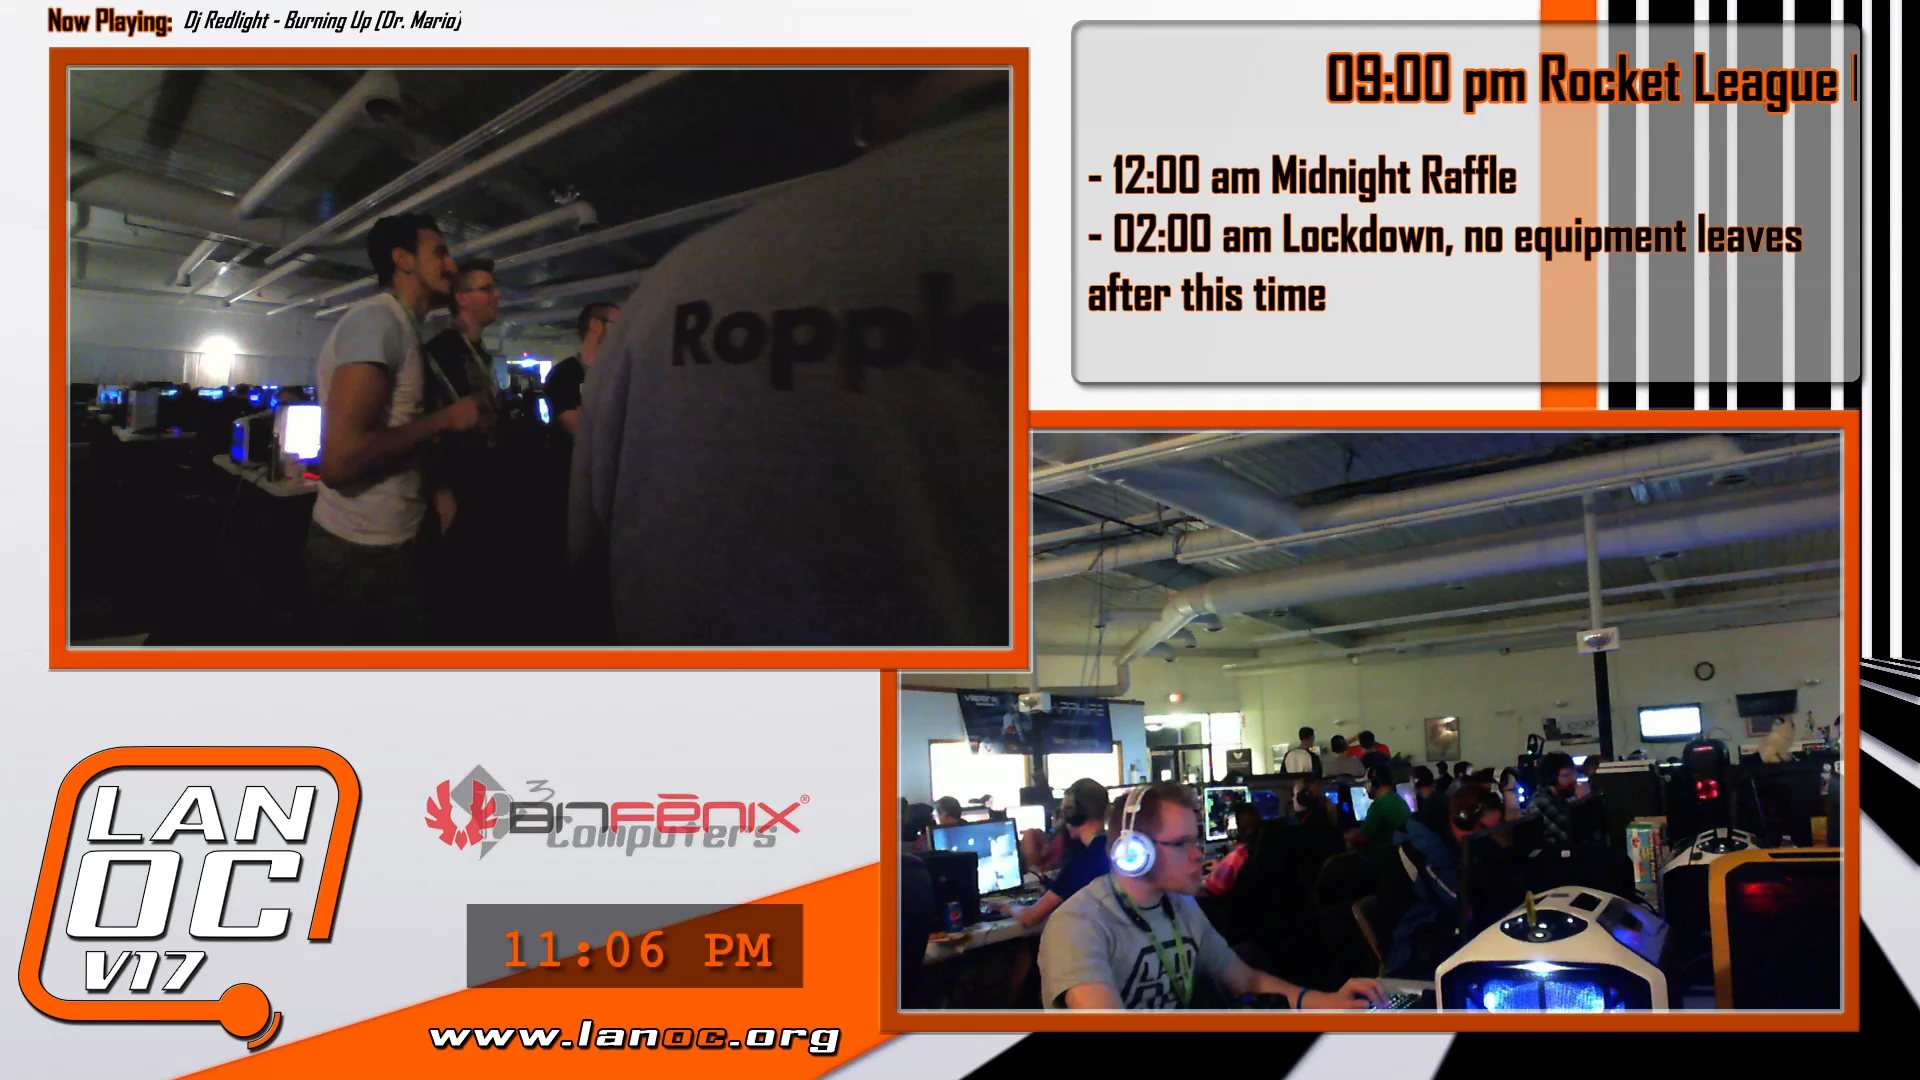 Now Playing: Dj Redlight - Burning Up (Dr. Mario)
09:00 pm Rocket League
- 12:00 am Midnight Raffle
- 02:00 am Lockdown, no equipment leaves
after this time
Ropple
LAN
OC
V17
BITFĒNIX®
3
Computers
11:06 PM
www.lanoc.org